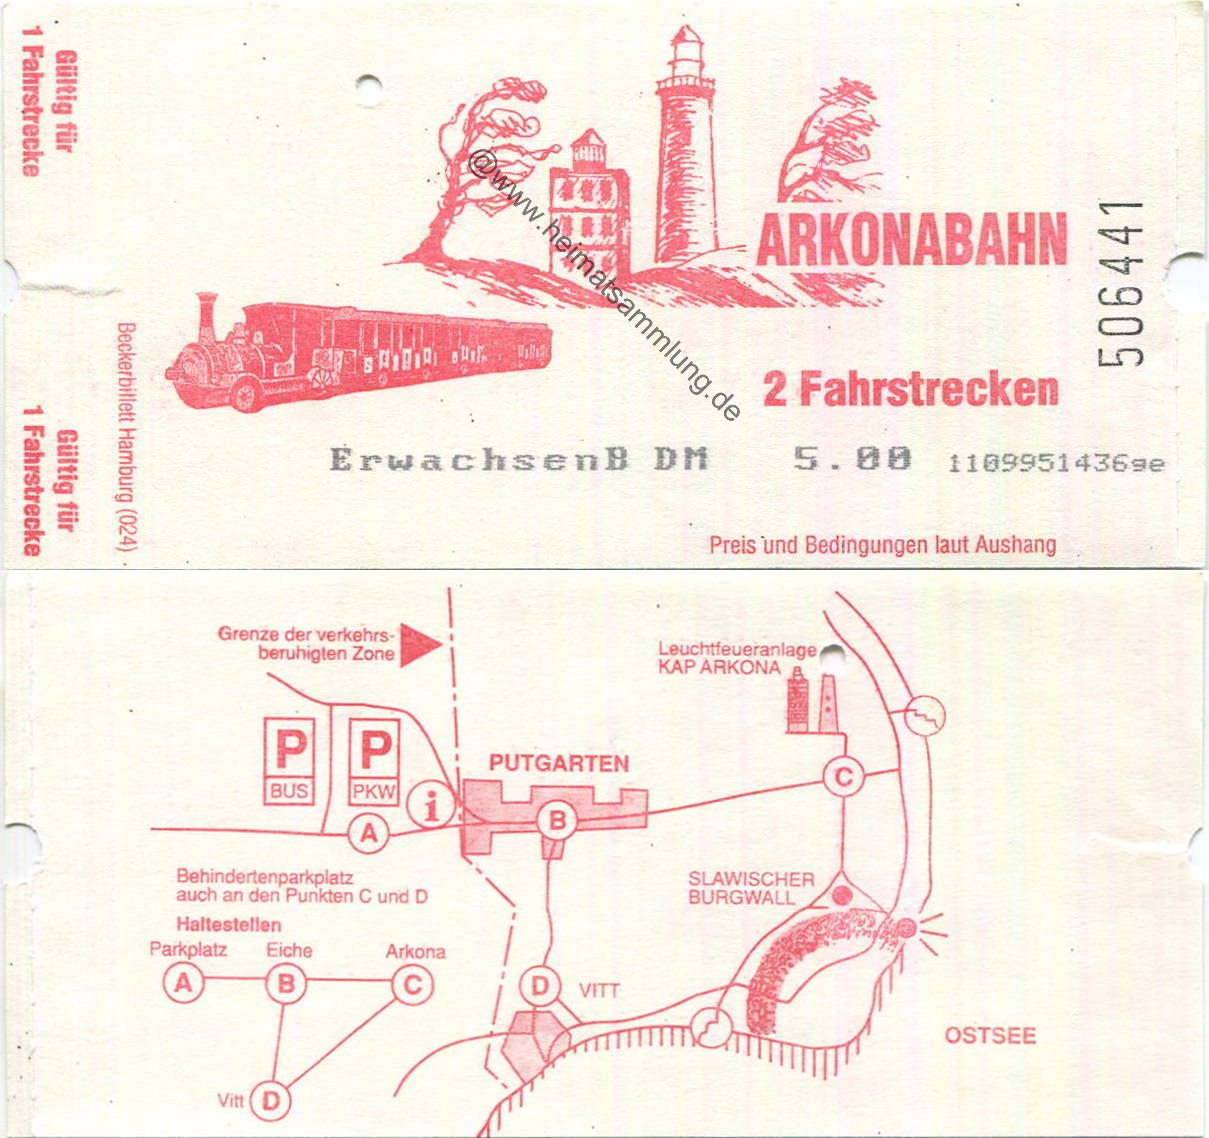 Gültig für
1 Fahrstrecke
Gültig für
1 Fahrstrecke
Beckerbillett Hamburg (024)
@www.heimatsammlung.de
ARKONABAHN
506441
2 Fahrstrecken
ErwachsenB DM 5.00 1109951436ge
Preis und Bedingungen laut Aushang
Grenze der verkehrs-
beruhigten Zone
Leuchtfeueranlage
KAP ARKONA
P
BUS
P
PKW
i
PUTGARTEN
A
B
C
Behindertenparkplatz
auch an den Punkten C und D
SLAWISCHER
BURGWALL
Haltestellen
Parkplatz Eiche Arkona
A B C
D VITT
OSTSEE
Vitt D